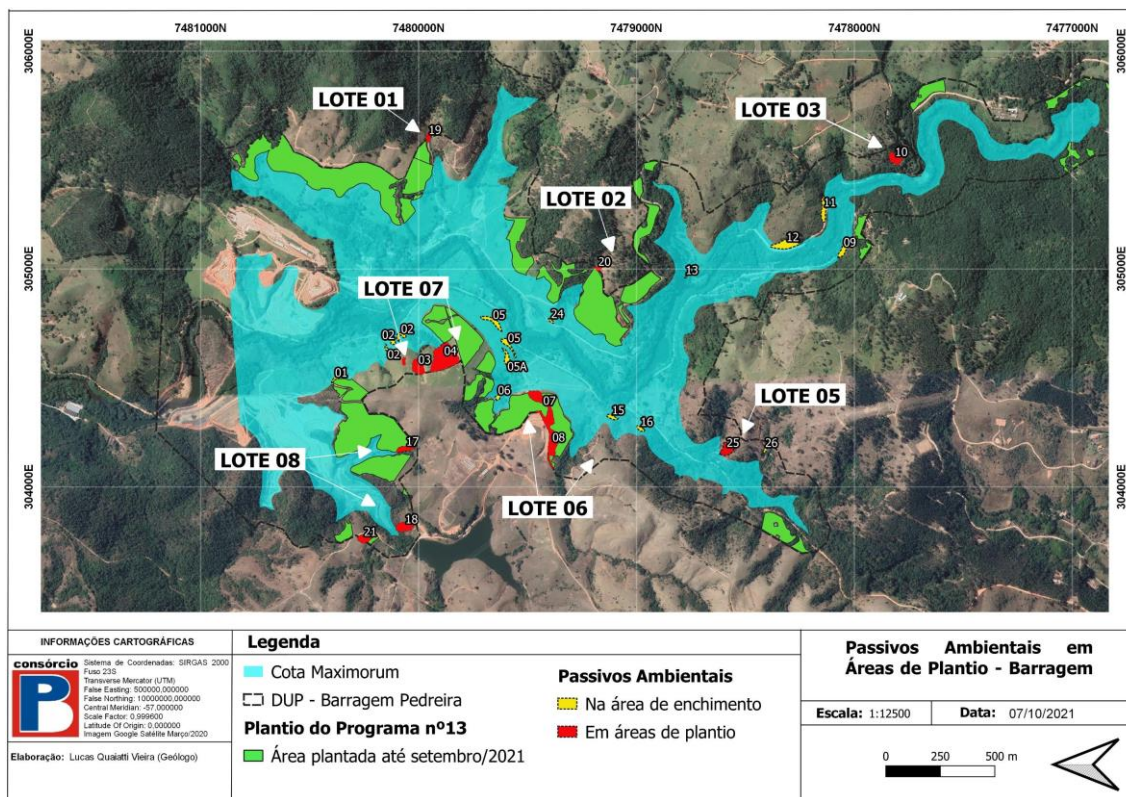 7481000N
7480000N
7479000N
7478000N
7477000N
306000E
306000E
LOTE 01
19
LOTE 03
10
LOTE 02
11
12
09
20
13
305000E
305000E
LOTE 07
02
02
05
24
02
03
04
05
05A
01
06
07
15
16
LOTE 05
08
25
26
17
LOTE 08
LOTE 06
304000E
304000E
18
21
INFORMAÇÕES CARTOGRÁFICAS
consórcio
PB
Sistema de Coordenadas: SIRGAS 2000
Fuso 23S
Transverse Mercator (UTM)
False Easting: 500000,000000
False Northing: 10000000,000000
Central Meridian: -57,000000
Scale Factor: 0,999600
Latitude Of Origin: 0,000000
Imagem Google Satélite Março/2020
Elaboração: Lucas Quaiatti Vieira (Geólogo)
Legenda
Cota Maximorum
DUP - Barragem Pedreira
Plantio do Programa nº13
Área plantada até setembro/2021
Passivos Ambientais
Na área de enchimento
Em áreas de plantio
Passivos Ambientais em
Áreas de Plantio - Barragem
Escala: 1:12500
Data: 07/10/2021
0 250 500 m